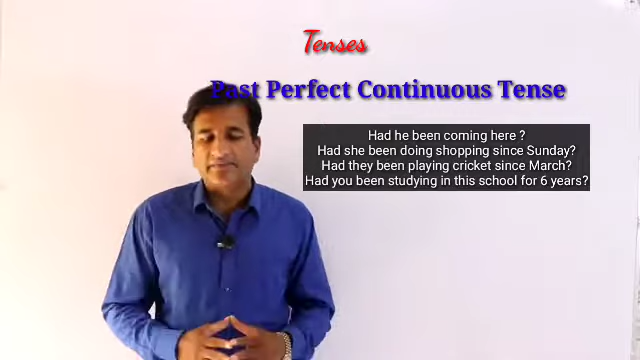 Tenses
Past Perfect Continuous Tense
Had he been coming here ?
Had she been doing shopping since Sunday?
Had they been playing cricket since March?
Had you been studying in this school for 6 years?